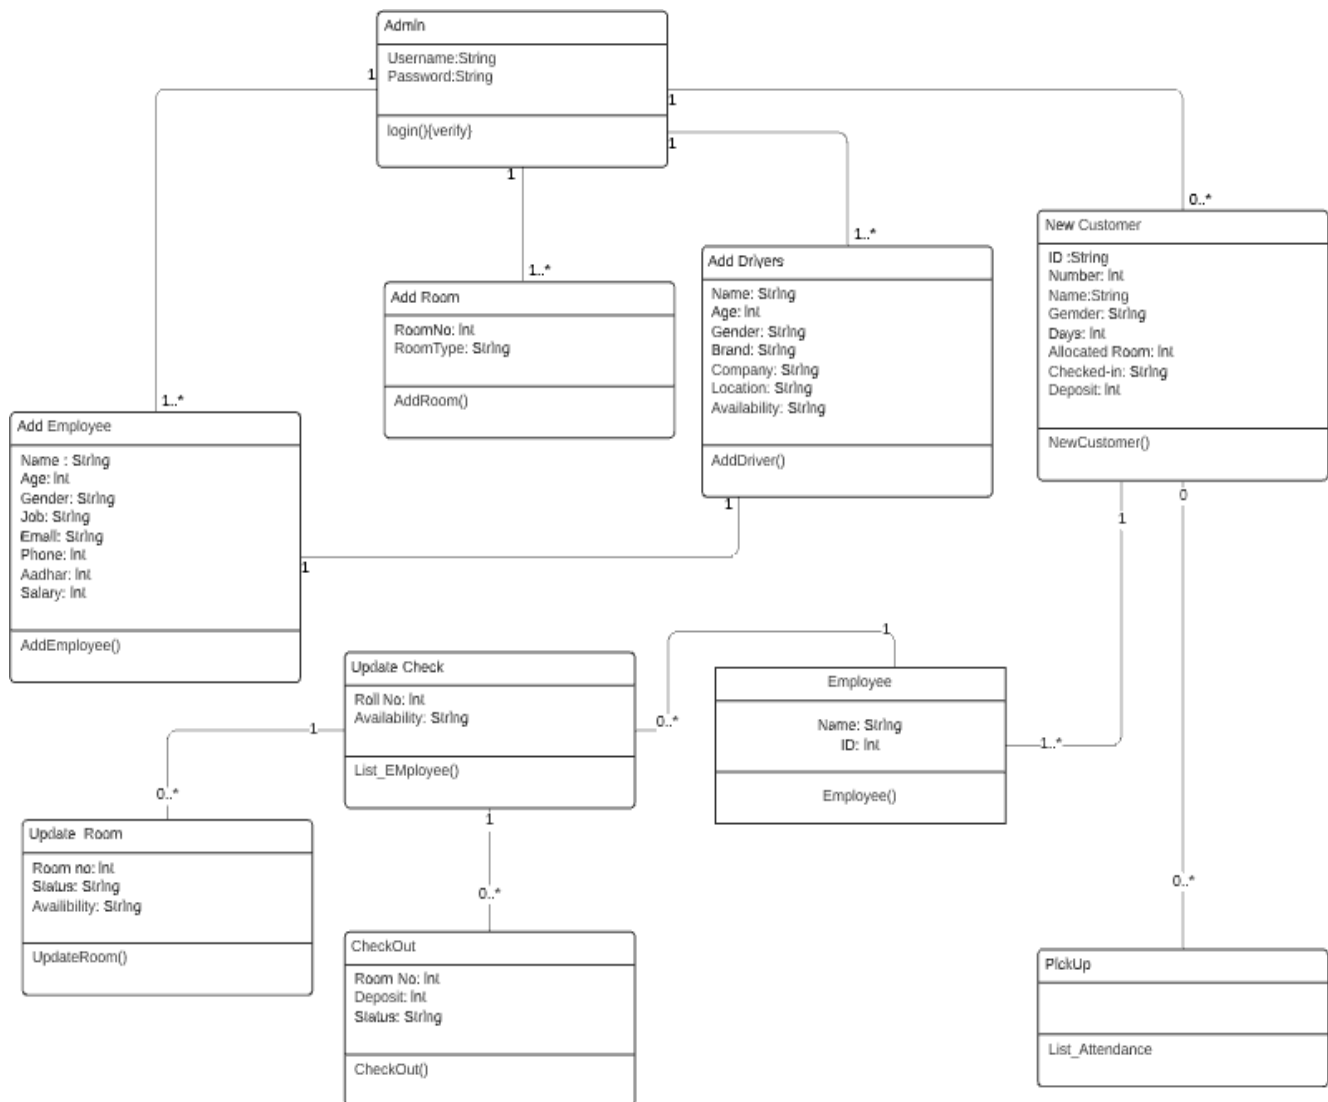 Admin
Username:String
Password:String
login(){verify}
1
1
1
1
0..*
1..*
1..*
1..*
New Customer
ID :String
Number: Int
Name:String
Gemder: String
Days: Int
Allocated Room: Int
Checked-in: String
Deposit: Int
NewCustomer()
Add Drivers
Name: String
Age: Int
Gender: String
Brand: String
Company: String
Location: String
Availability: String
AddDriver()
Add Room
RoomNo: Int
RoomType: String
AddRoom()
Add Employee
Name : String
Age: Int
Gender: String
Job: String
Email: String
Phone: Int
Aadhar: Int
Salary: Int
AddEmployee()
1
1
1
0
Update Check
Roll No: Int
Availability: String
List_EMployee()
1
0..*
Employee
Name: String
ID: Int
Employee()
1..*
1
0..*
1
0..*
0..*
Update Room
Room no: Int
Status: String
Availibility: String
UpdateRoom()
CheckOut
Room No: Int
Deposit: Int
Status: String
CheckOut()
PickUp
List_Attendance